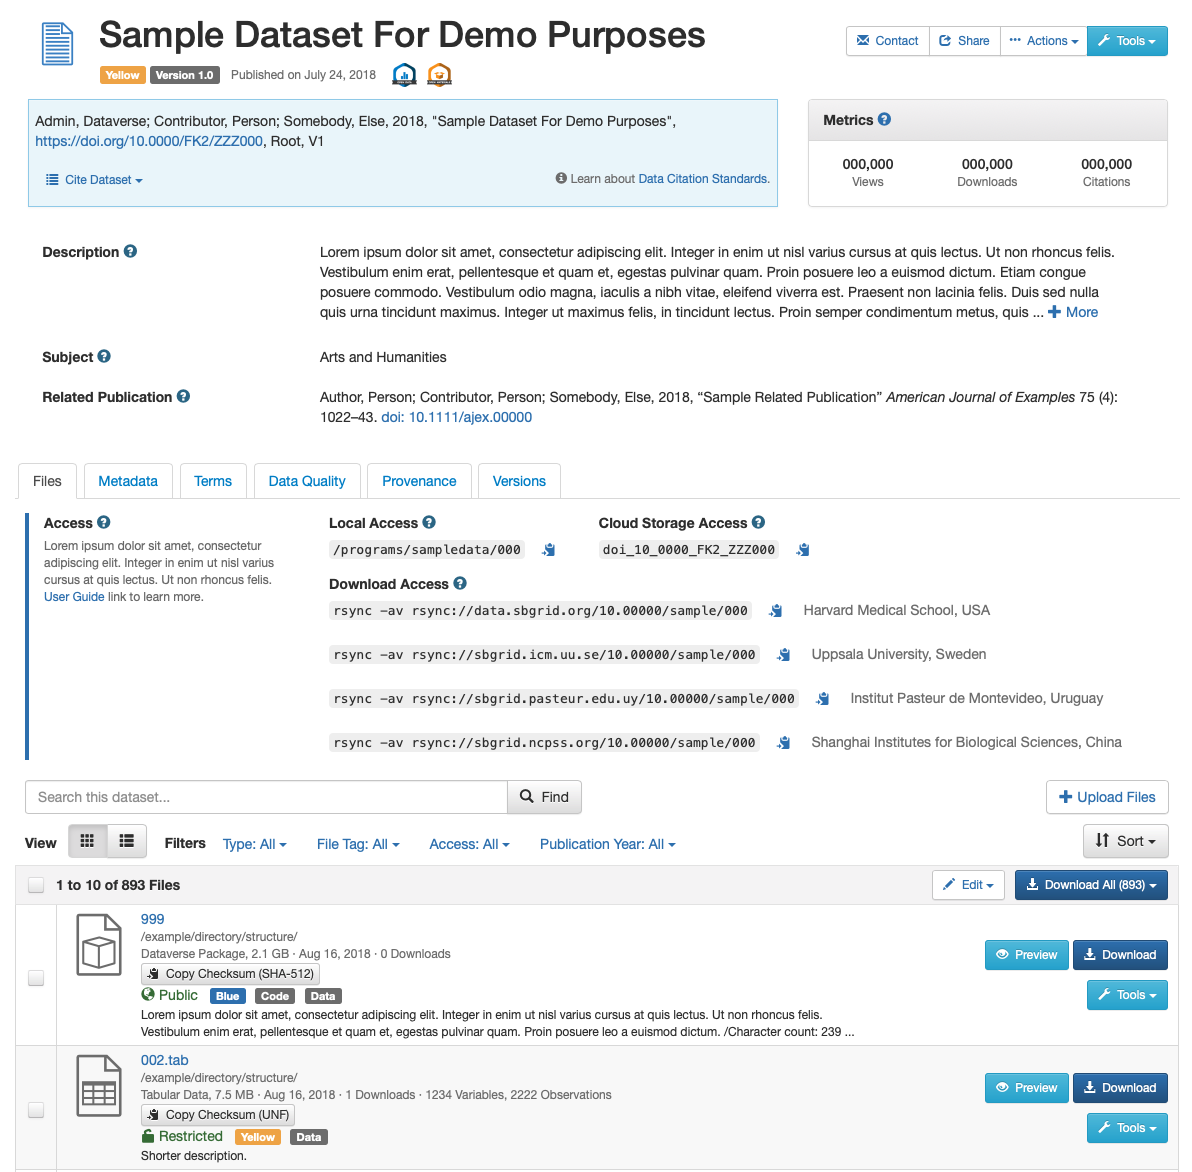 Sample Dataset For Demo Purposes
Contact Share Actions Tools
Yellow Version 1.0 Published on July 24, 2018
Admin, Dataverse; Contributor, Person; Somebody, Else, 2018, "Sample Dataset For Demo Purposes",
https://doi.org/10.0000/FK2/ZZZ000, Root, V1
Cite Dataset Learn about Data Citation Standards.
Metrics
000,000 000,000 000,000
Views Downloads Citations
Description Lorem ipsum dolor sit amet, consectetur adipiscing elit. Integer in enim ut nisl varius cursus at quis lectus. Ut non rhoncus felis.
Vestibulum enim erat, pellentesque et quam et, egestas pulvinar quam. Proin posuere leo a euismod dictum. Etiam congue
posuere commodo. Vestibulum odio magna, iaculis a nibh vitae, eleifend viverra est. Praesent non lacinia felis. Duis sed nulla
quis urna tincidunt maximus. Integer ut maximus felis, in tincidunt lectus. Proin semper condimentum metus, quis ... More
Subject Arts and Humanities
Related Publication Author, Person; Contributor, Person; Somebody, Else, 2018, “Sample Related Publication” American Journal of Examples 75 (4):
1022–43. doi: 10.1111/ajex.00000
Files Metadata Terms Data Quality Provenance Versions
Access
Lorem ipsum dolor sit amet, consectetur
adipiscing elit. Integer in enim ut nisl varius
cursus at quis lectus. Ut non rhoncus felis.
User Guide link to learn more.
Local Access Cloud Storage Access
/programs/sampledata/000 doi_10_0000_FK2_ZZZ000
Download Access
rsync –av rsync://data.sbgrid.org/10.00000/sample/000 Harvard Medical School, USA
rsync –av rsync://sbgrid.icm.uu.se/10.00000/sample/000 Uppsala University, Sweden
rsync –av rsync://sbgrid.pasteur.edu.uy/10.00000/sample/000 Institut Pasteur de Montevideo, Uruguay
rsync –av rsync://sbgrid.ncpss.org/10.00000/sample/000 Shanghai Institutes for Biological Sciences, China
Search this dataset... Find Upload Files
View Filters Type: All File Tag: All Access: All Publication Year: All Sort
1 to 10 of 893 Files Edit Download All (893)
999
/example/directory/structure/
Dataverse Package, 2.1 GB · Aug 16, 2018 · 0 Downloads
Copy Checksum (SHA-512)
Public Blue Code Data
Lorem ipsum dolor sit amet, consectetur adipiscing elit. Integer in enim ut nisl varius cursus at quis lectus. Ut non rhoncus felis.
Vestibulum enim erat, pellentesque et quam et, egestas pulvinar quam. Proin posuere leo a euismod dictum. /Character count: 239 ...
Preview Download
Tools
002.tab
/example/directory/structure/
Tabular Data, 7.5 MB · Aug 16, 2018 · 1 Downloads · 1234 Variables, 2222 Observations
Copy Checksum (UNF)
Restricted Yellow Data
Shorter description.
Preview Download
Tools